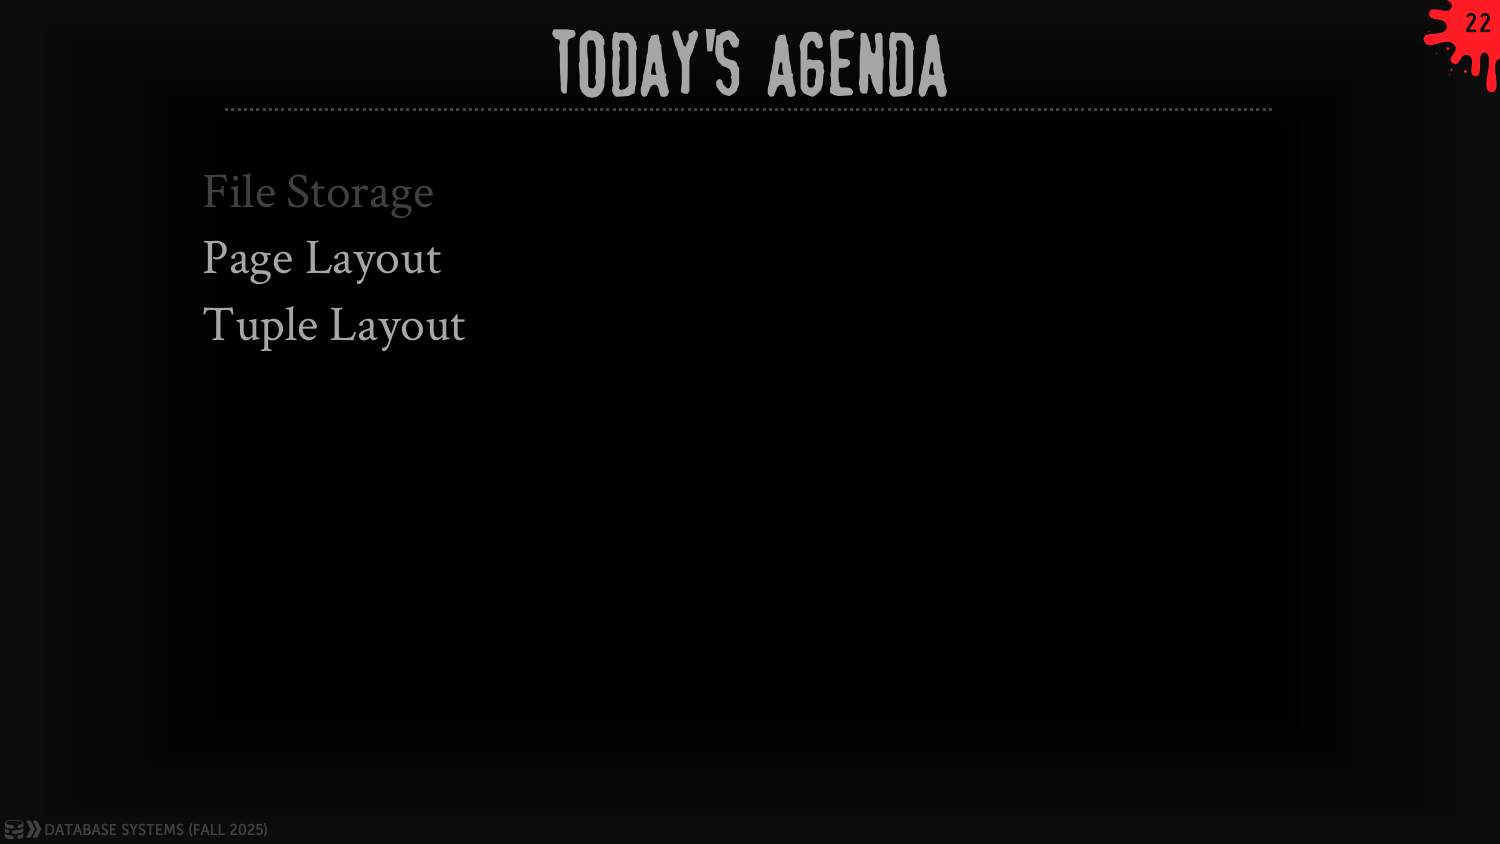 TODAY'S AGENDA
22
File Storage
Page Layout
Tuple Layout
DATABASE SYSTEMS (FALL 2025)